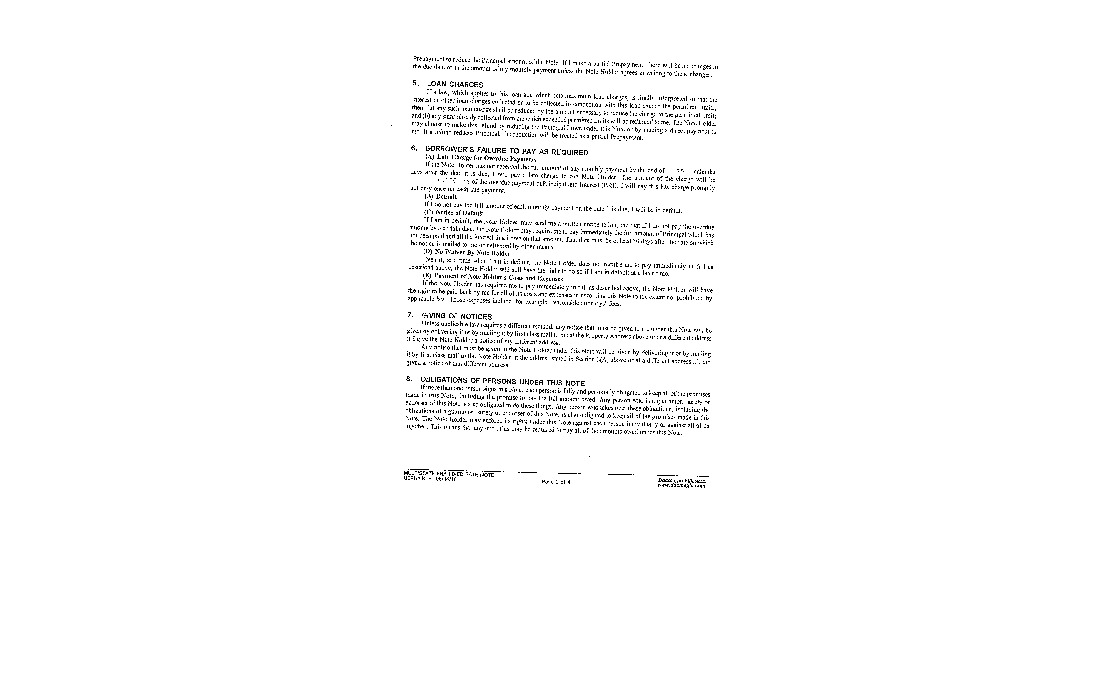 Prepayment to reduce the Principal amount of this Note. If I make a partial Prepayment, there will be no changes in
the due date or in the amount of my monthly payment unless the Note Holder agrees in writing to those changes.
5. LOAN CHARGES
If a law, which applies to this loan and which sets maximum loan charges, is finally interpreted so that the
interest or other loan charges collected or to be collected in connection with this loan exceed the permitted limits,
then: (a) any such loan charge shall be reduced by the amount necessary to reduce the charge to the permitted limit;
and (b) any sums already collected from me which exceeded permitted limits will be refunded to me. The Note Holder
may choose to make this refund by reducing the Principal I owe under this Note or by making a direct payment to
me. If a refund reduces Principal, the reduction will be treated as a partial Prepayment.
6. BORROWER'S FAILURE TO PAY AS REQUIRED
(A) Late Charge for Overdue Payments
If the Note Holder has not received the full amount of any monthly payment by the end of calendar
days after the date it is due, I will pay a late charge to the Note Holder. The amount of the charge will be
of my overdue payment of principal and interest I will pay this late charge promptly
but only once on each late payment.
(B) Default
If I do not pay the full amount of each monthly payment on the date it is due, I will be in default.
(C) Notice of Default
If I am in default, the Note Holder may send me a written notice telling me that if I do not pay the overdue
amount by a certain date, the Note Holder may require me to pay immediately the full amount of Principal which has
not been paid and all the interest that I owe on that amount. That date must be at least 30 days after the date on which
the notice is mailed to me or delivered by other means.
(D) No Waiver By Note Holder
Even if, at a time when I am in default, the Note Holder does not require me to pay immediately in full as
described above, the Note Holder will still have the right to do so if I am in default at a later time.
(E) Payment of Note Holder's Costs and Expenses
If the Note Holder has required me to pay immediately in full as described above, the Note Holder will have
the right to be paid back by me for all of its costs and expenses in enforcing this Note to the extent not prohibited by
applicable law. Those expenses include, for example, reasonable attorneys' fees.
7. GIVING OF NOTICES
Unless applicable law requires a different method, any notice that must be given to me under this Note will be
given by delivering it or by mailing it by first class mail to me at the Property Address above or at a different address
if I give the Note Holder a notice of my different address.
Any notice that must be given to the Note Holder under this Note will be given by delivering it or by mailing
it by first class mail to the Note Holder at the address stated in Section 3(A) above or at a different address if I am
given a notice of that different address.
8. OBLIGATIONS OF PERSONS UNDER THIS NOTE
If more than one person signs this Note, each person is fully and personally obligated to keep all of the promises
made in this Note, including the promise to pay the full amount owed. Any person who is a guarantor, surety or
endorser of this Note is also obligated to do these things. Any person who takes over these obligations, including the
obligations of a guarantor, surety or endorser of this Note, is also obligated to keep all of the promises made in this
Note. The Note Holder may enforce its rights under this Note against each person individually or against all of us
together. This means that any one of us may be required to pay all of the amounts owed under this Note.
MULTISTATE FIXED RATE NOTE
Page 2 of 4
www.docmagic.com